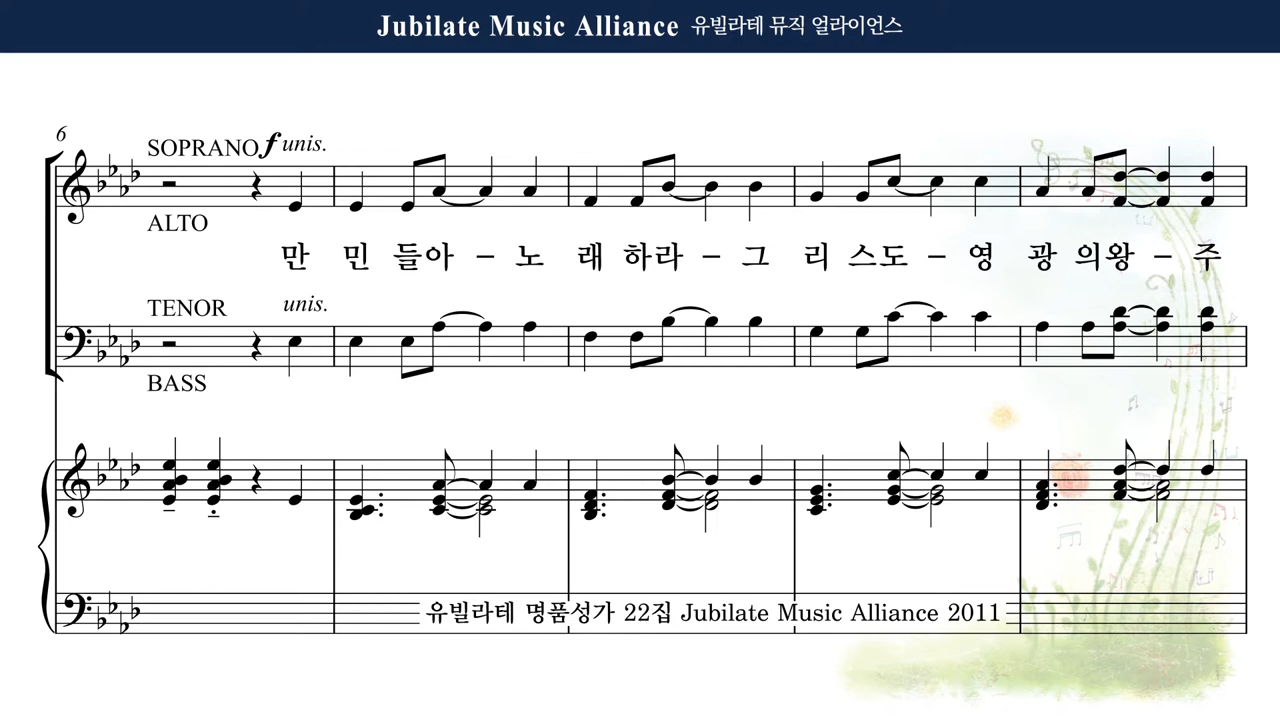 Jubilate Music Alliance 유빌라테 뮤직 얼라이언스
6
SOPRANO f unis.
ALTO
만 민 들아 – 노 래 하라 – 그 리 스도 – 영 광 의왕 – 주
TENOR unis.
BASS
유빌라테 명품성가 22집 Jubilate Music Alliance 2011